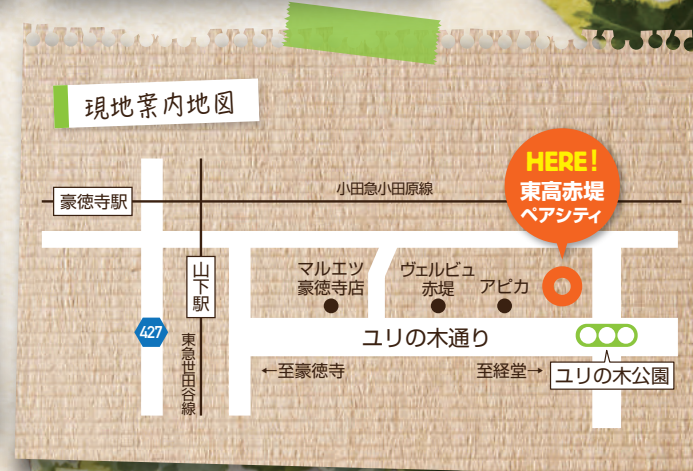 現地案内地図
HERE!
東高赤堤
ペアシティ
小田急小田原線
豪徳寺駅
山下駅
マルエツ
豪徳寺店
ヴェルビュ
赤堤
アピカ
427
東急世田谷線
ユリの木通り
←至豪徳寺
至経堂→
ユリの木公園